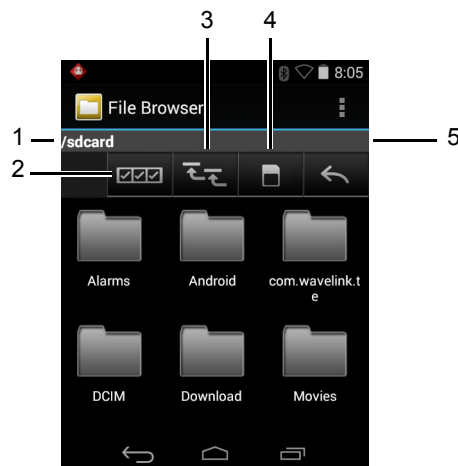 3 4
8:05
File Browser
1 /sdcard 5
2
Alarms Android com.wavelink.t
e
DCIM Download Movies